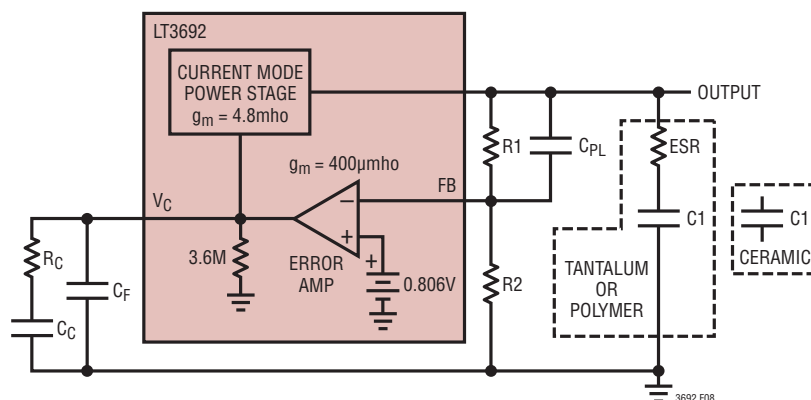 LT3692
CURRENT MODE
POWER STAGE
gm = 4.8mho
OUTPUT
R1
CPL
ESR
gm = 400µmho
FB
VC
–
+
C1
C1
CERAMIC
RC
3.6M
ERROR
AMP
+
0.806V
R2
TANTALUM
OR
POLYMER
CF
CC
3692 F08